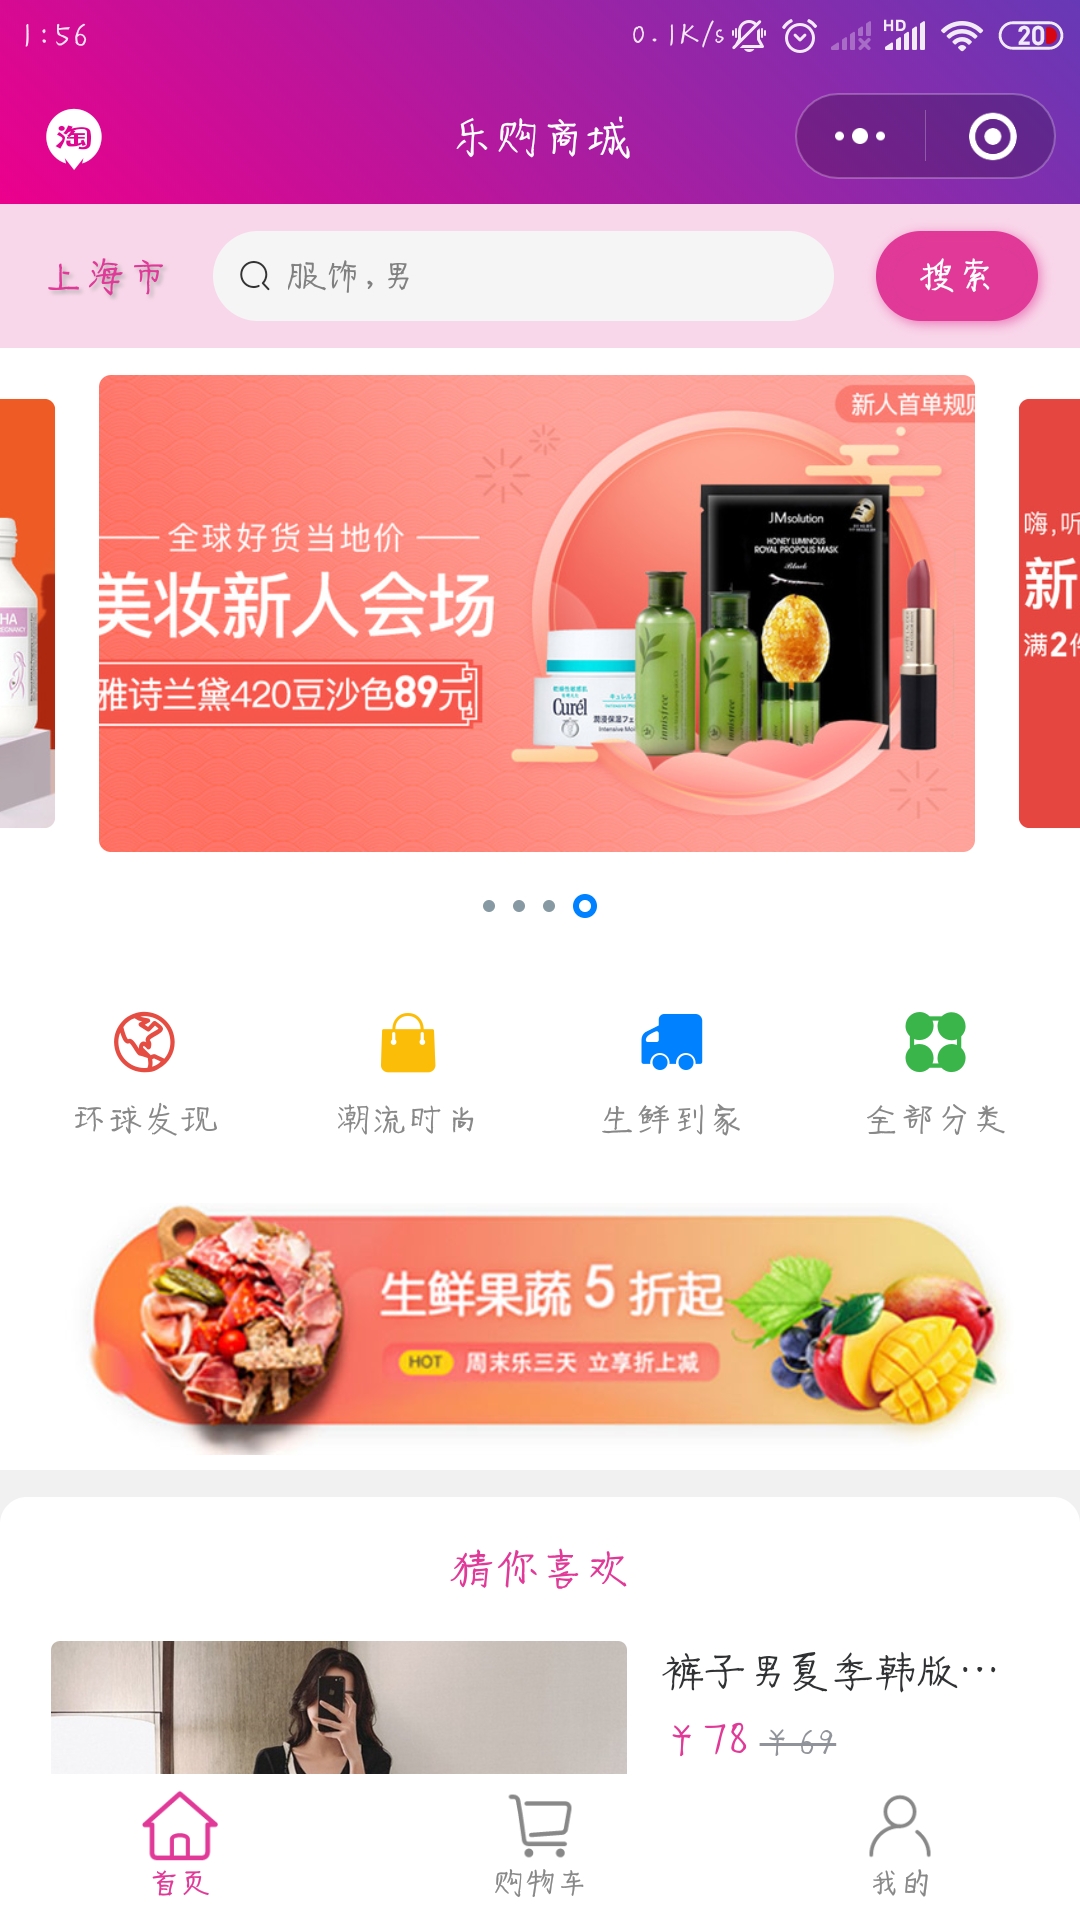 1:56
0.1K/s
HD
20
淘
乐购商城
上海市
服饰,男
搜索
新人首单规
全球好货当地价
美妆新人会场
雅诗兰黛420豆沙色89元
JMsolution
HONEY LUMINOUS
ROYAL PROPOLIS MASK
Black
Curél
innisfree
innisfree
HA
嗨,听
新
满2件
环球发现
潮流时尚
生鲜到家
全部分类
生鲜果蔬5折起
HOT 周末乐三天 立享折上减
猜你喜欢
裤子男夏季韩版…
￥78 ￥69
首页
购物车
我的